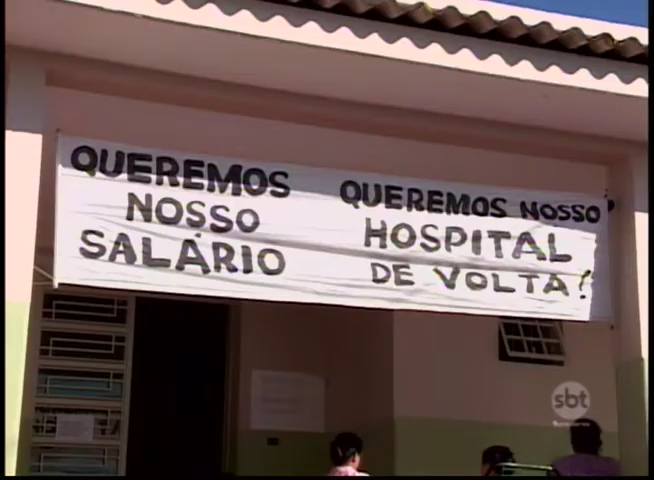 QUEREMOS
NOSSO
SALÁRIO
QUEREMOS NOSSO
HOSPITAL
DE VOLTA!
sbt